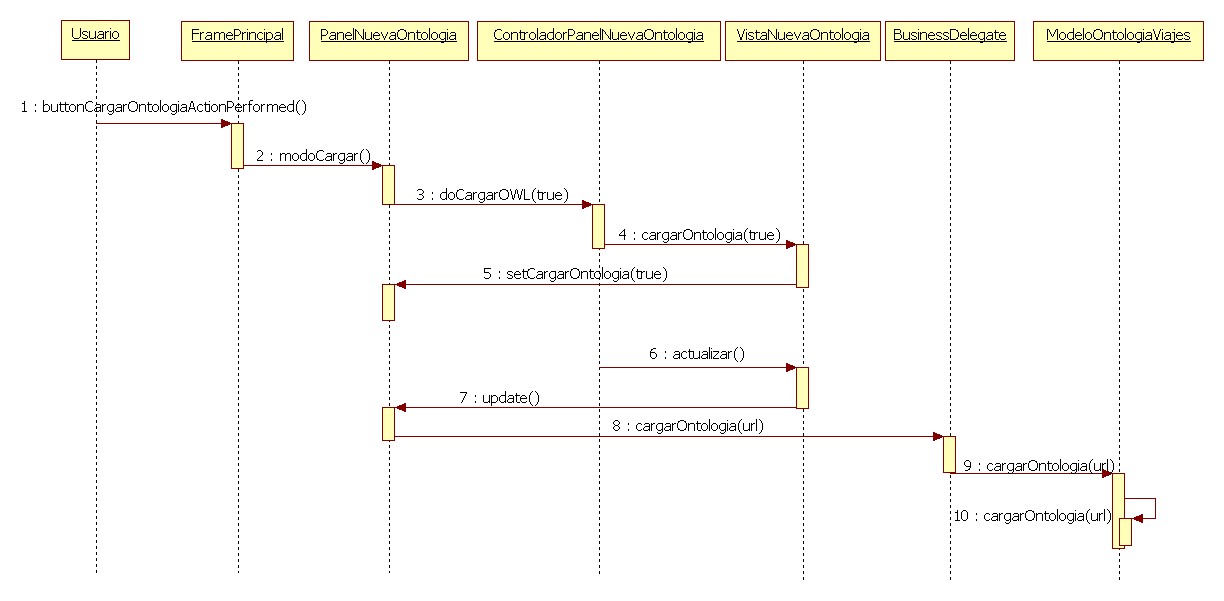 Usuario
FramePrincipal
PanelNuevaOntologia
ControladorPanelNuevaOntologia
VistaNuevaOntologia
BusinessDelegate
ModeloOntologiaViajes
1 : buttonCargarOntologiaActionPerformed()
2 : modoCargar()
3 : doCargarOWL(true)
4 : cargarOntologia(true)
5 : setCargarOntologia(true)
6 : actualizar()
7 : update()
8 : cargarOntologia(url)
9 : cargarOntologia(url)
10 : cargarOntologia(url)